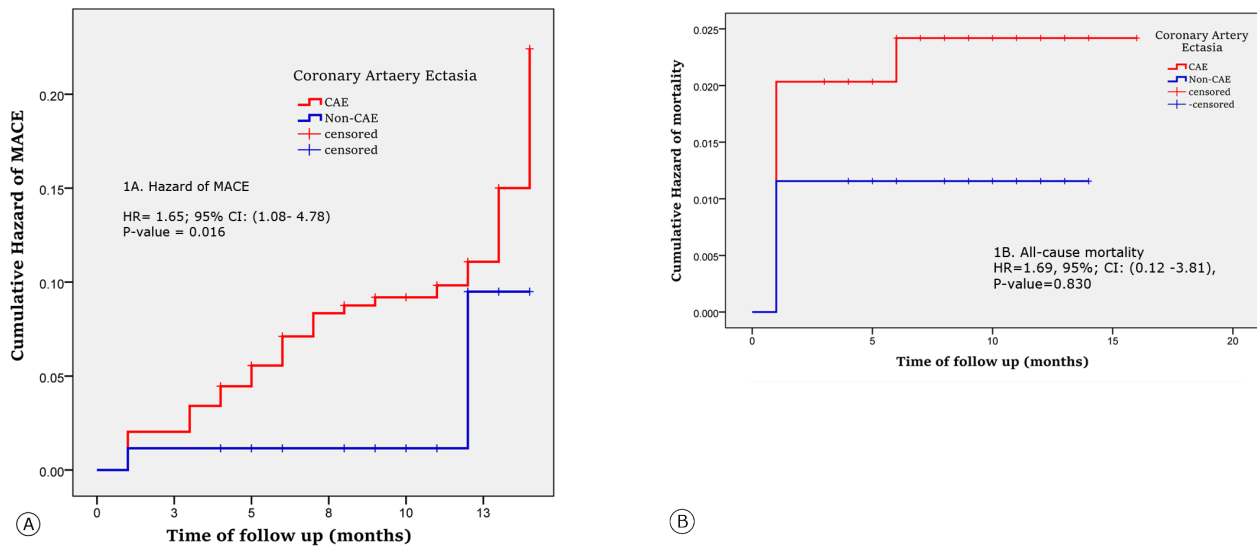 Cumulative Hazard of MACE
0.20
0.15
0.10
0.05
0.00
Coronary Artaery Ectasia
CAE
Non-CAE
censored
censored
1A. Hazard of MACE
HR= 1.65; 95% CI: (1.08- 4.78)
P-value = 0.016
0 3 5 8 10 13
Time of follow up (months)
A
Cumulative Hazard of mortality
0.025
0.020
0.015
0.010
0.005
0.000
Coronary Artery
Ectasia
CAE
Non-CAE
censored
-censored
1B. All-cause mortality
HR=1.69, 95%; CI: (0.12 -3.81),
P-value=0.830
0 5 10 15 20
Time of follow up (months)
B